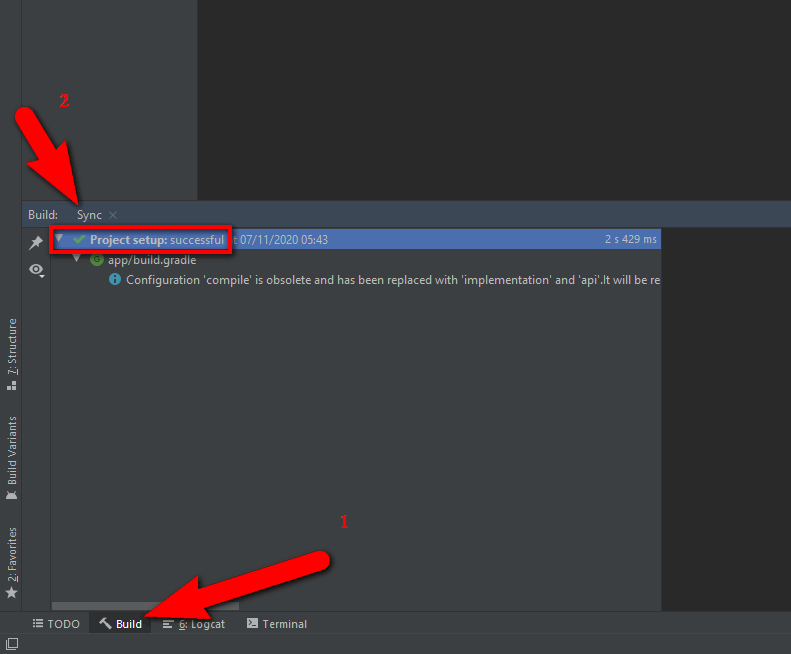 2
Build: Sync
Project setup: successful t 07/11/2020 05:43 2 s 429 ms
app/build.gradle
Configuration 'compile' is obsolete and has been replaced with 'implementation' and 'api'.It will be re
7: Structure
Build Variants
2: Favorites
1
TODO Build 6: Logcat Terminal